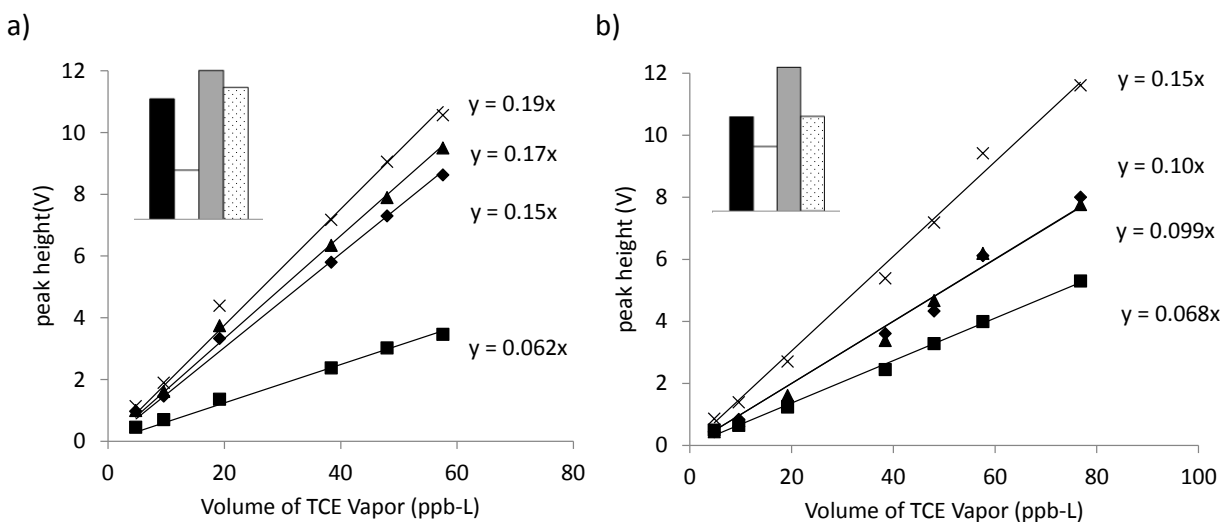 a)
12
10
8
6
4
2
0
peak height(V)
0 20 40 60 80
Volume of TCE Vapor (ppb-L)
y = 0.19x
y = 0.17x
y = 0.15x
y = 0.062x
b)
12
10
8
6
4
2
0
peak height (V)
0 20 40 60 80 100
Volume of TCE Vapor (ppb-L)
y = 0.15x
y = 0.10x
y = 0.099x
y = 0.068x